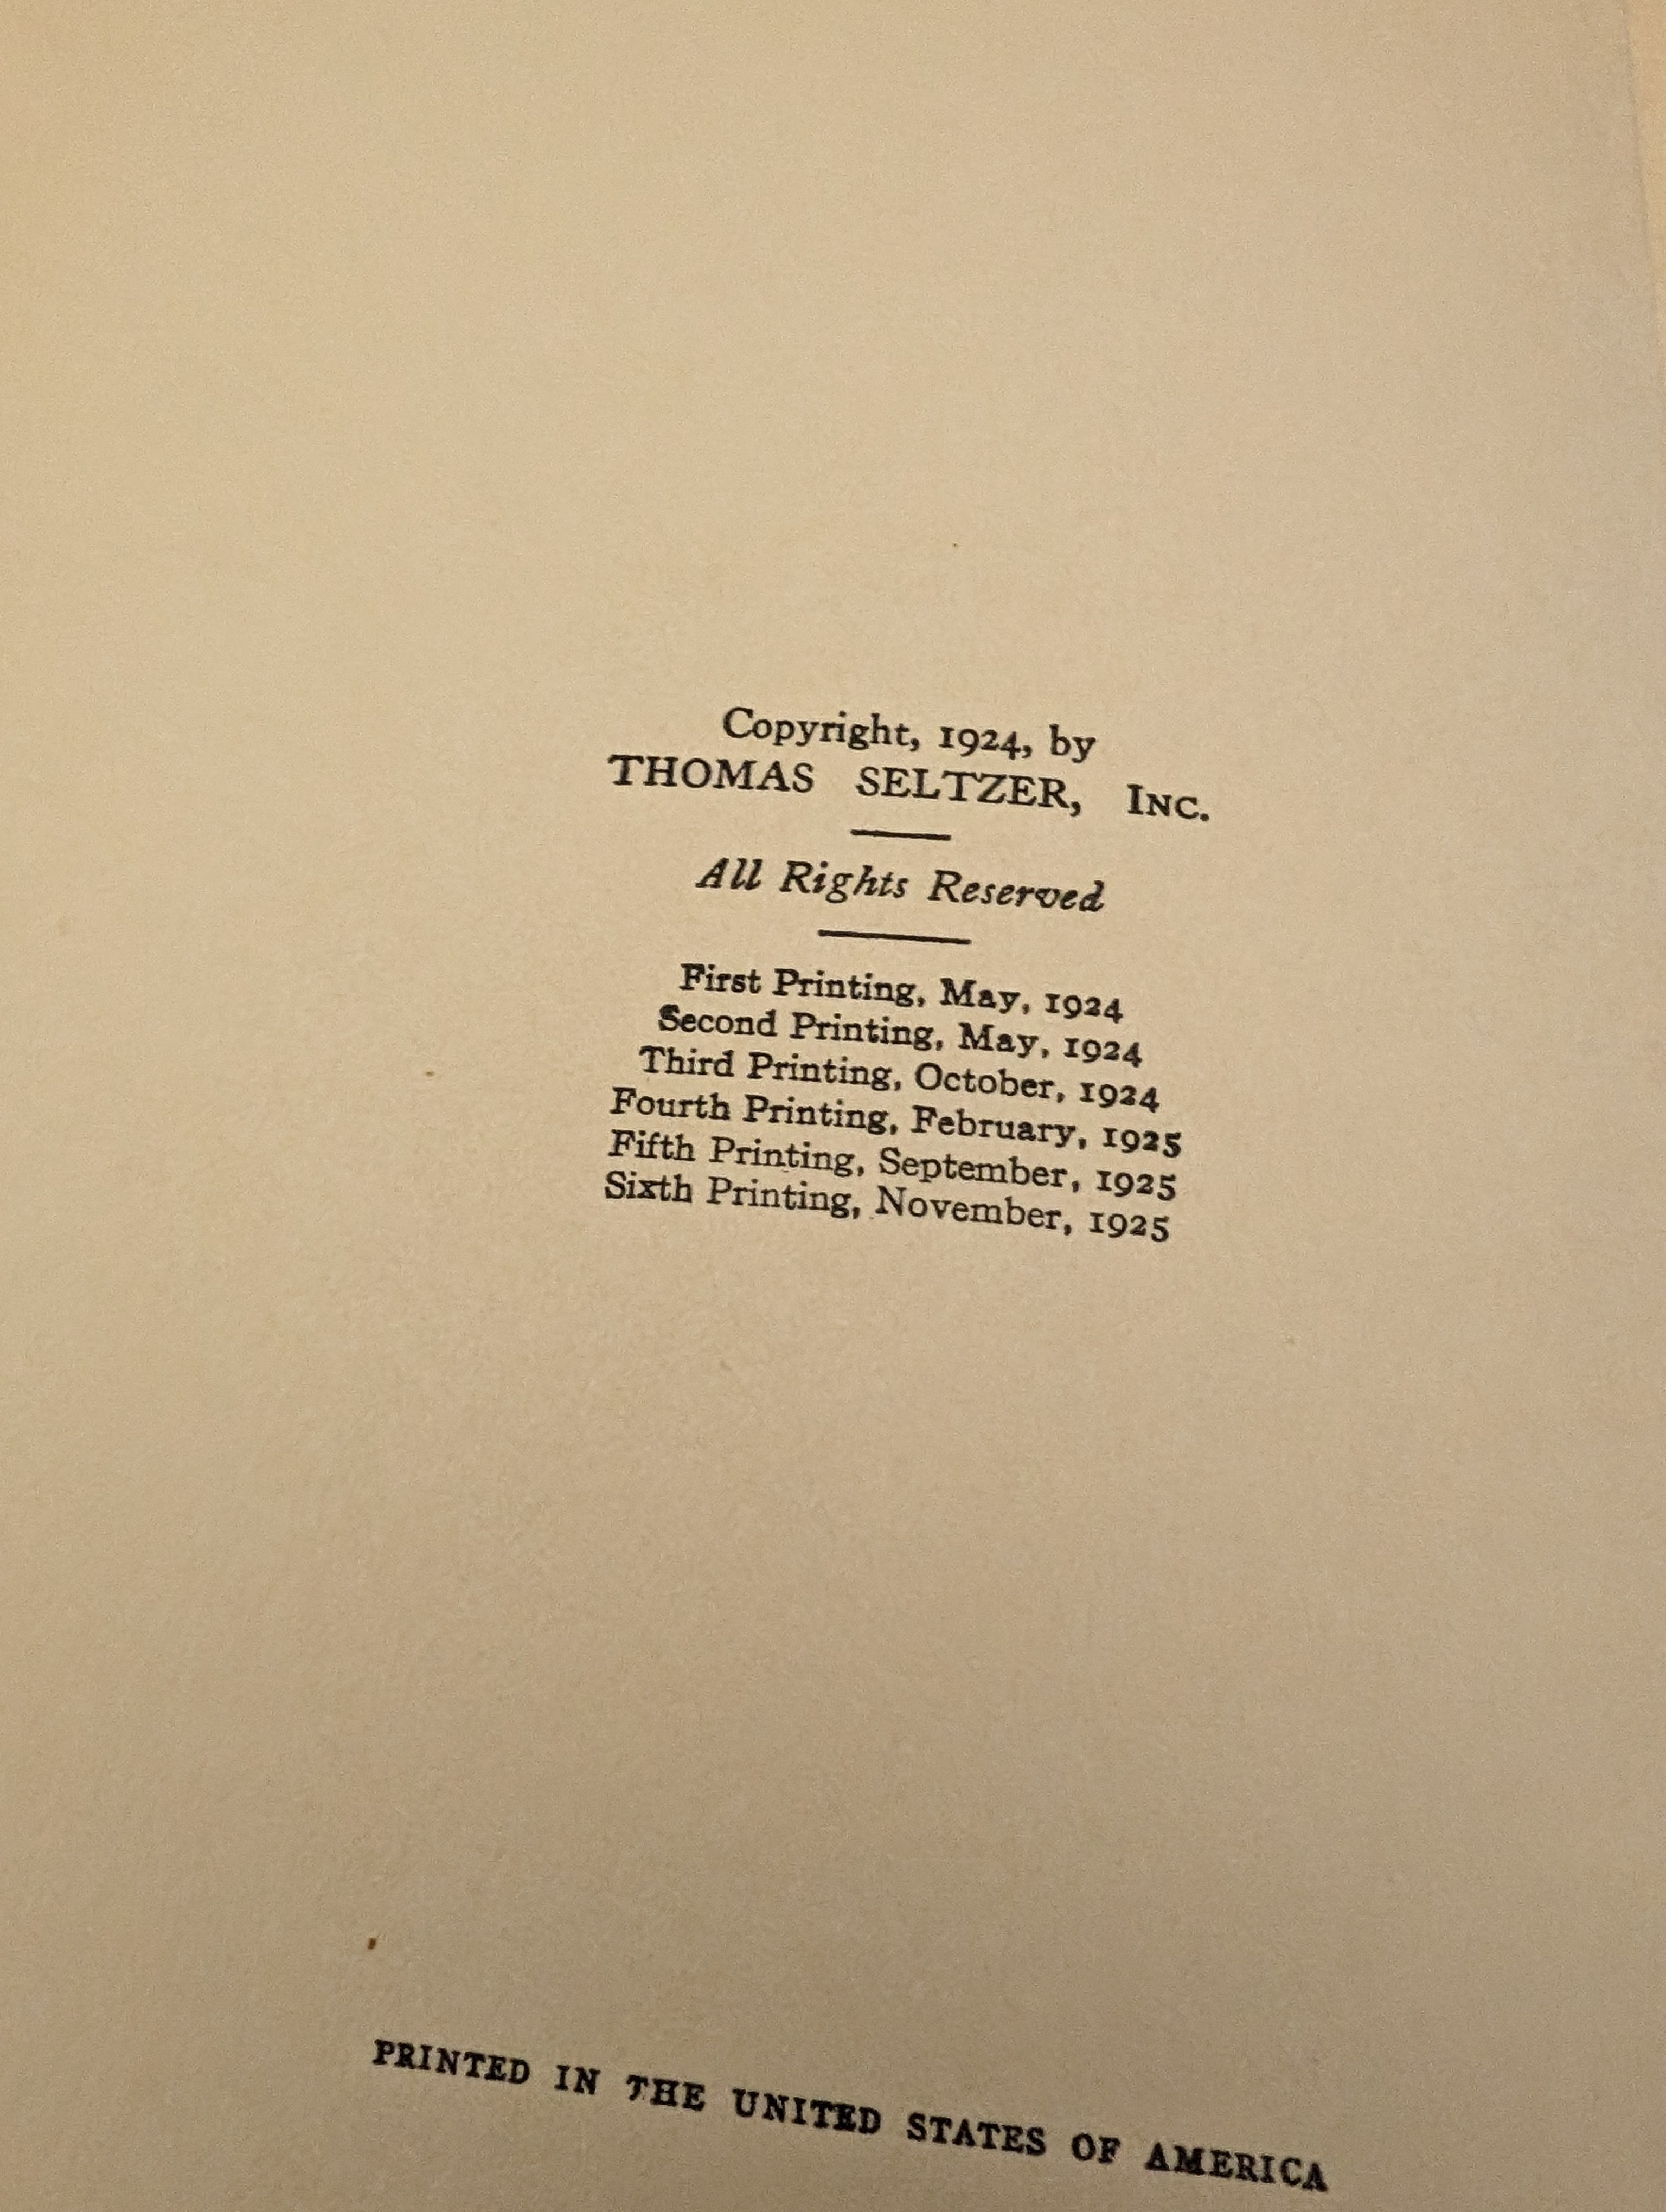 Copyright, 1924, by
THOMAS SELTZER, INC.
All Rights Reserved
First Printing, May, 1924
Second Printing, May, 1924
Third Printing, October, 1924
Fourth Printing, February, 1925
Fifth Printing, September, 1925
Sixth Printing, November, 1925
PRINTED IN THE UNITED STATES OF AMERICA